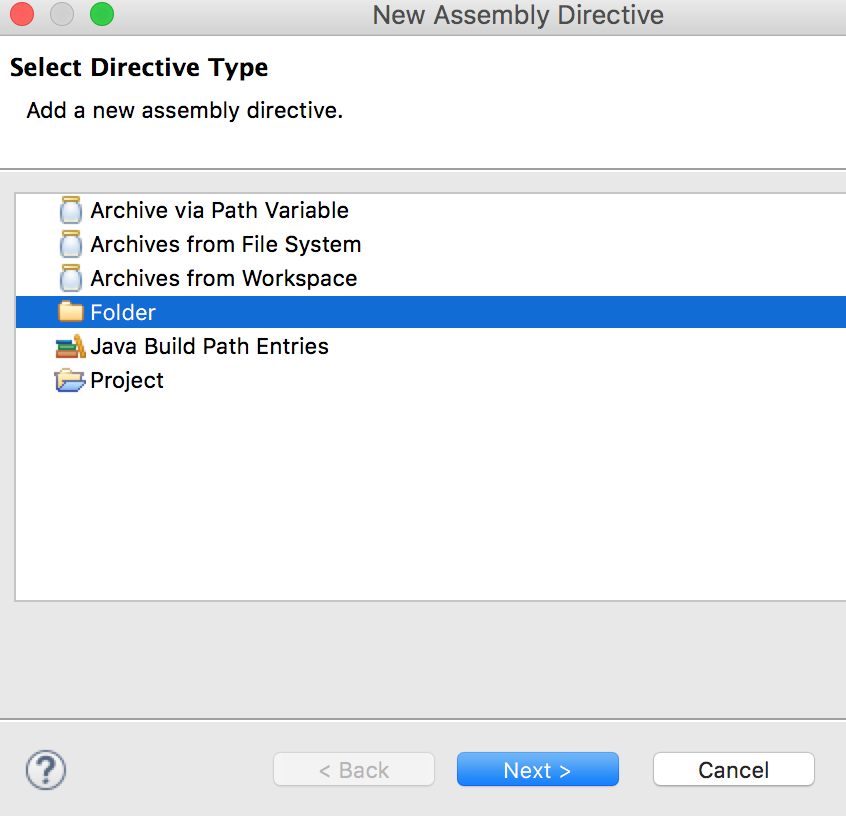 New Assembly Directive
Select Directive Type
Add a new assembly directive.
Archive via Path Variable
Archives from File System
Archives from Workspace
Folder
Java Build Path Entries
Project
?
< Back
Next >
Cancel